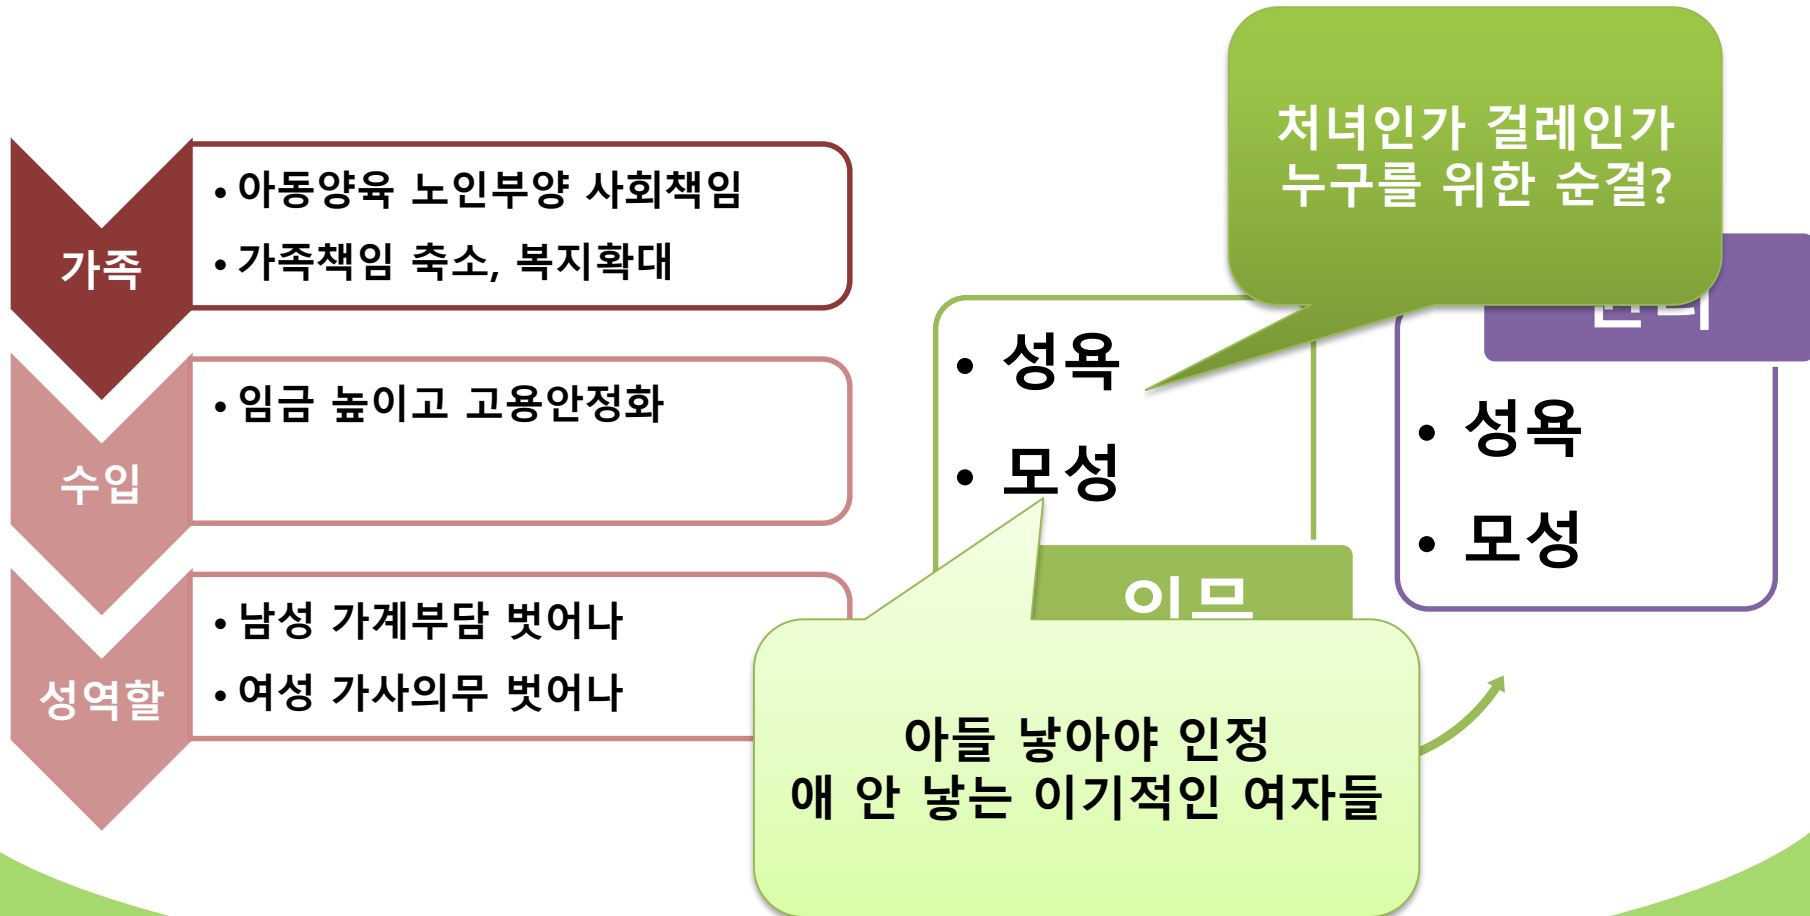 가족
• 아동양육 노인부양 사회책임
• 가족책임 축소, 복지확대
수입
• 임금 높이고 고용안정화
성역할
• 남성 가계부담 벗어나
• 여성 가사의무 벗어나
처녀인가 걸레인가
누구를 위한 순결?
• 성욕
• 모성
아들 낳아야 인정
애 안 낳는 이기적인 여자들
• 성욕
• 모성